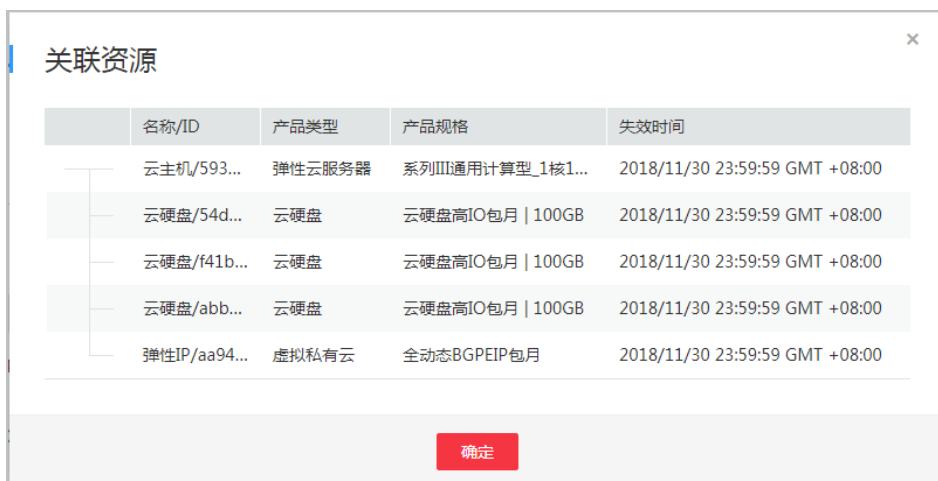 ×
关联资源
名称/ID 产品类型 产品规格 失效时间
云主机/593... 弹性云服务器 系列III通用计算型_1核1... 2018/11/30 23:59:59 GMT +08:00
云硬盘/54d... 云硬盘 云硬盘高IO包月 | 100GB 2018/11/30 23:59:59 GMT +08:00
云硬盘/f41b... 云硬盘 云硬盘高IO包月 | 100GB 2018/11/30 23:59:59 GMT +08:00
云硬盘/abb... 云硬盘 云硬盘高IO包月 | 100GB 2018/11/30 23:59:59 GMT +08:00
弹性IP/aa94... 虚拟私有云 全动态BGPEIP包月 2018/11/30 23:59:59 GMT +08:00
确定